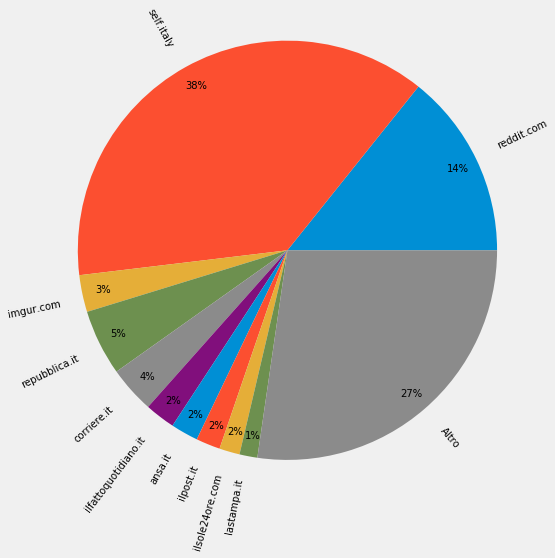 self.italy
38%
reddit.com
14%
imgur.com
3%
repubblica.it
5%
corriere.it
4%
ilfattoquotidiano.it
2%
ansa.it
2%
ilpost.it
2%
ilsole24ore.com
2%
lastampa.it
1%
Altro
27%